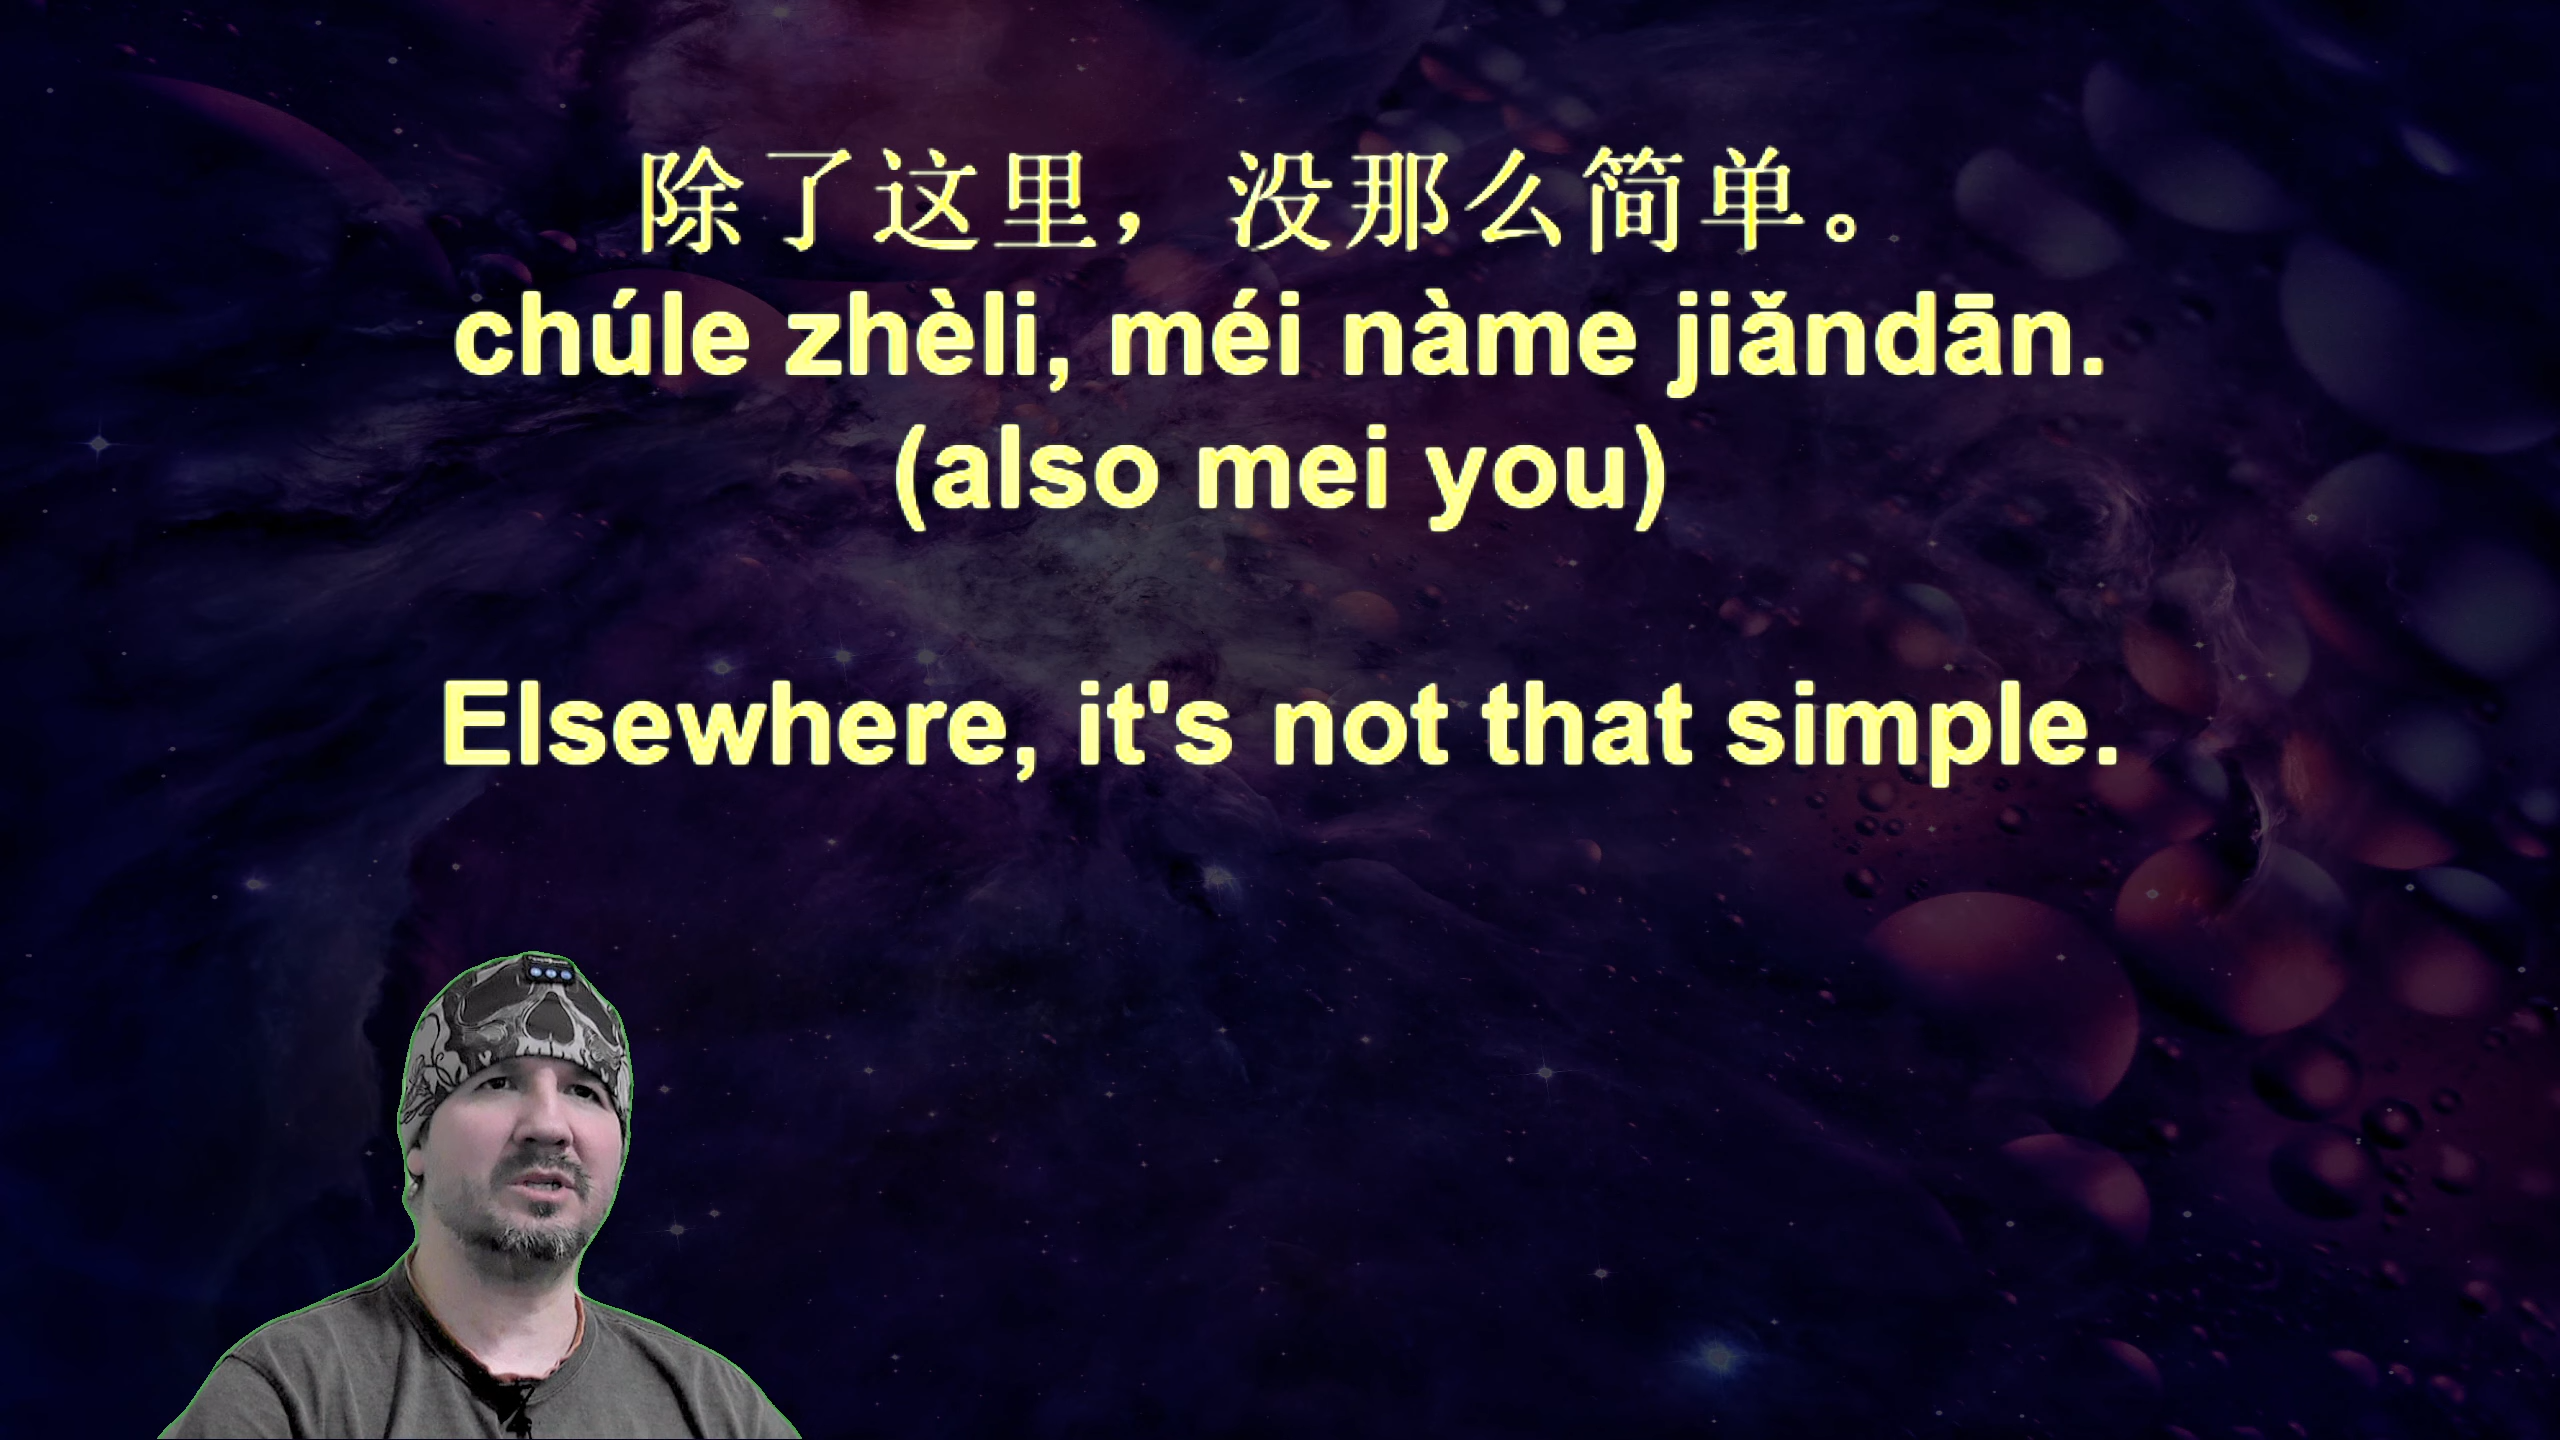 除了这里，没那么简单。
chúle zhèli, méi nàme jiǎndān.
(also mei you)
Elsewhere, it's not that simple.